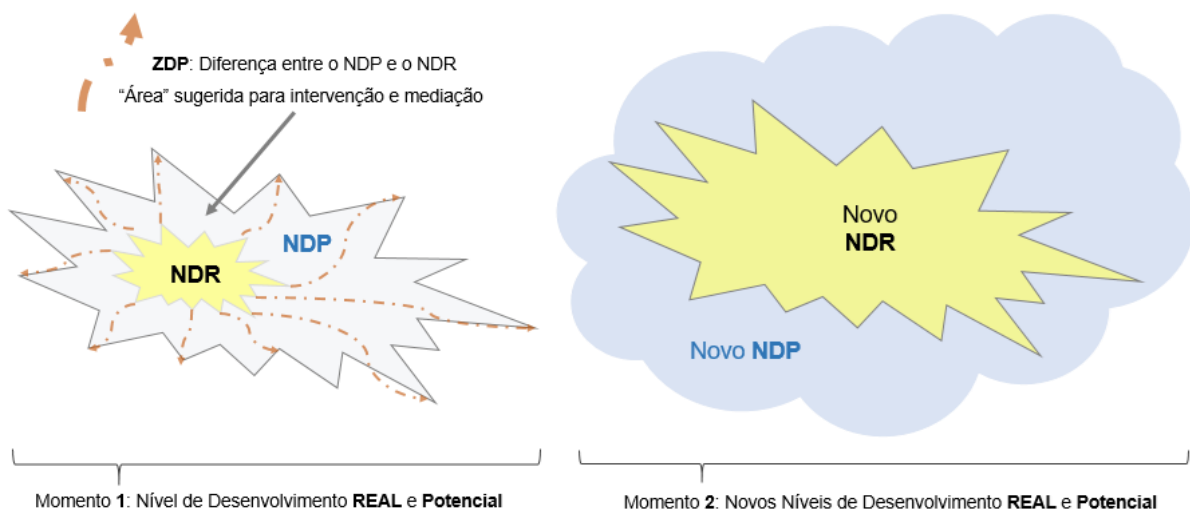 ZDP: Diferença entre o NDP e o NDR
“Área” sugerida para intervenção e mediação
NDP
NDR
Momento 1: Nível de Desenvolvimento REAL e Potencial
Novo
NDR
Novo NDP
Momento 2: Novos Níveis de Desenvolvimento REAL e Potencial